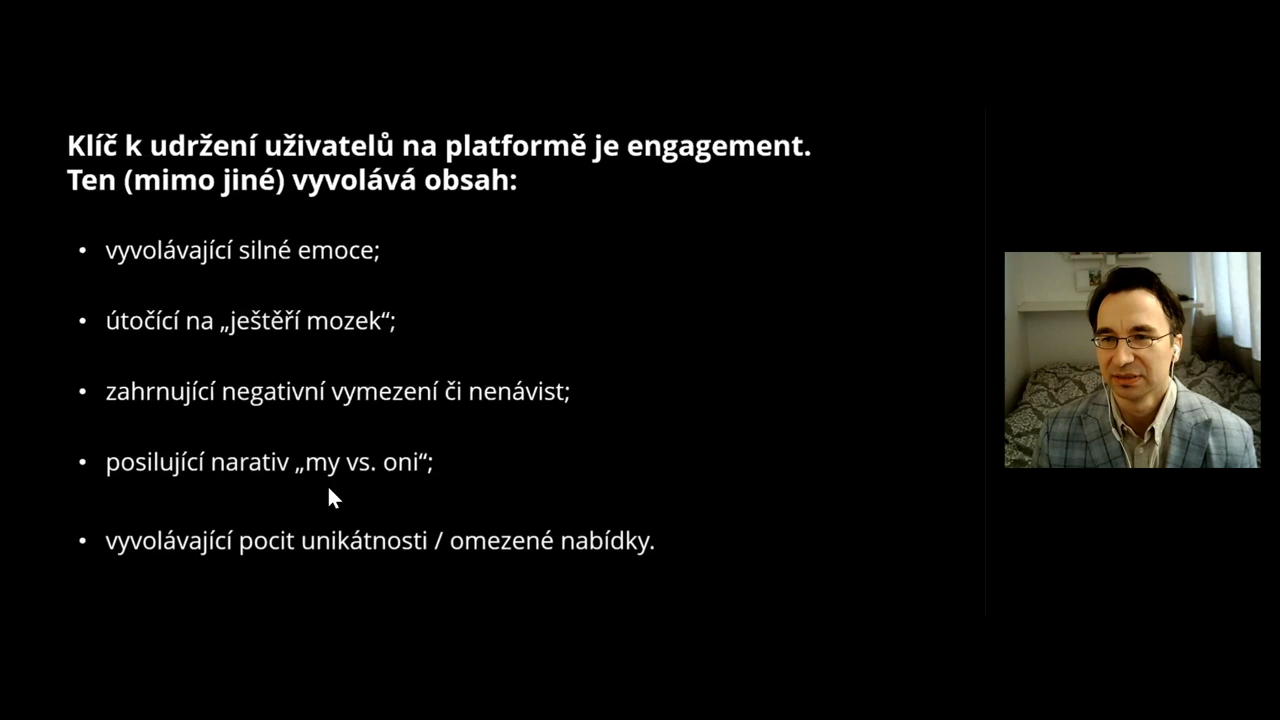 Klíč k udržení uživatelů na platformě je engagement.
Ten (mimo jiné) vyvolává obsah:
• vyvolávající silné emoce;
• útočící na „ještěří mozek“;
• zahrnující negativní vymezení či nenávist;
• posilující narativ „my vs. oni“;
• vyvolávající pocit unikátnosti / omezené nabídky.